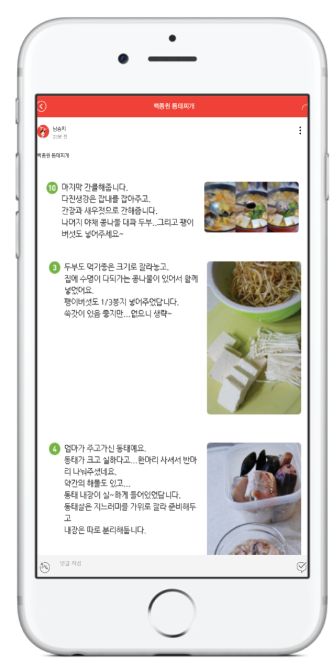 백종원 동태찌개
백종원 동태찌개
10 마지막 간을해줍니다.
다진생강은 잡내를 잡아주고.
간장과 새우젓으로 간해줍니다.
나머지 야채 콩나물 대파 두부..그리고 팽이
버섯도 넣어주세요~
3 두부도 먹기좋은 크기로 잘라놓고.
집에 수명이 다되가는 콩나물이 있어서 함께
넣었어요.
팽이버섯도 1/3봉지 넣어주었답니다.
쑥갓이 있음 좋지만....없으니 생략~
4 엄마가 주고가신 동태예요.
동태가 크고 실하다고....한마리 사셔서 반마
리 나눠주셨네요.
약간의 해물도 있고....
동태 내장이 실~하게 들어있었답니다.
동태살은 지느러미를 가위로 잘라 준비해두
고
내장은 따로 분리해둡니다.
댓글 작성